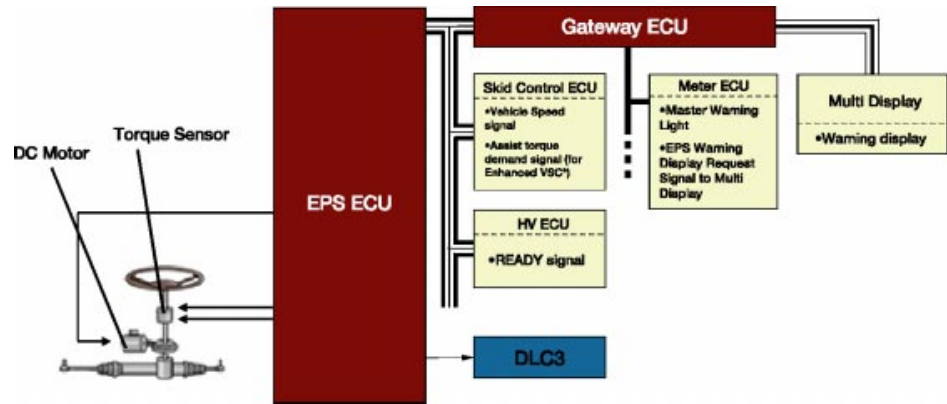 Gateway ECU
Skid Control ECU
•Vehicle Speed
signal
•Assist torque
demand signal (for
Enhanced VSC*)
Meter ECU
•Master Warning
Light
•EPS Warning
Display Request
Signal to Multi
Display
Multi Display
•Warning display
Torque Sensor
DC Motor
EPS ECU
HV ECU
•READY signal
DLC3